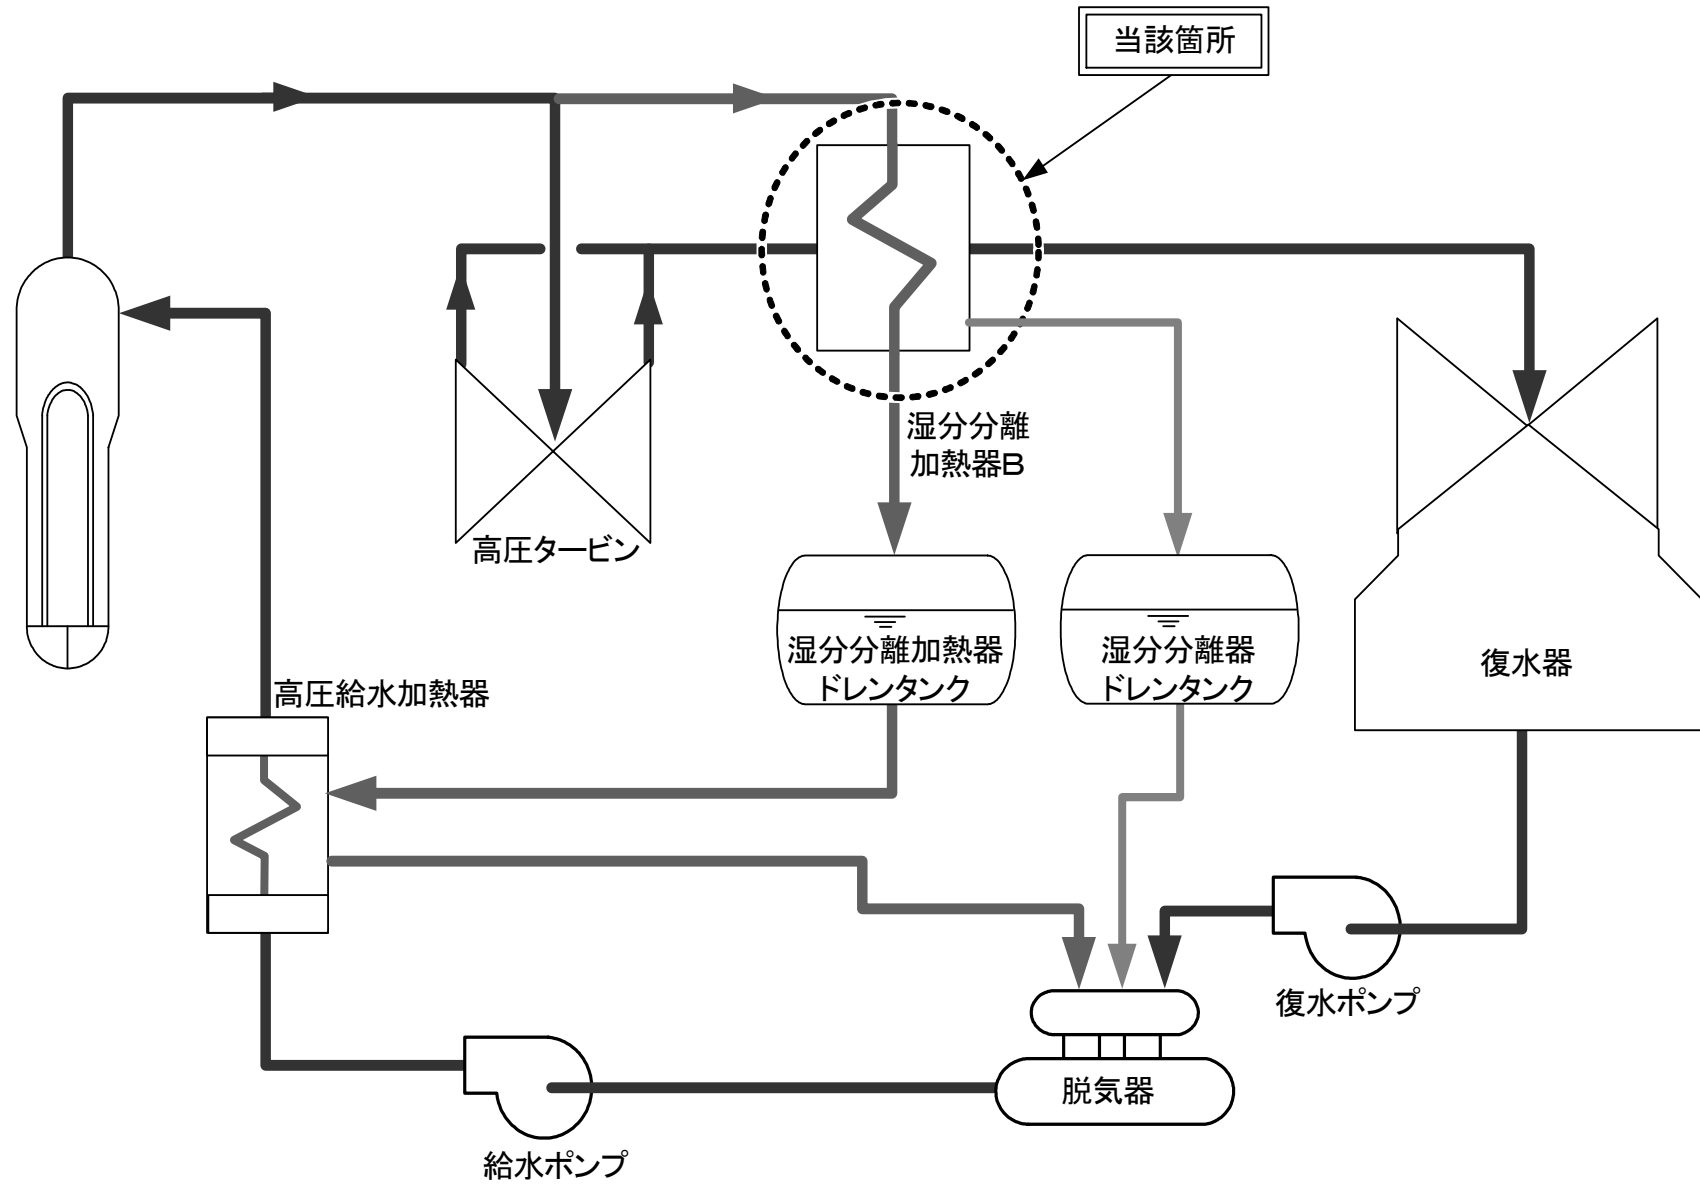 当該箇所
湿分分離
加熱器B
高圧タービン
湿分分離加熱器
ドレンタンク
湿分分離器
ドレンタンク
復水器
高圧給水加熱器
復水ポンプ
脱気器
給水ポンプ